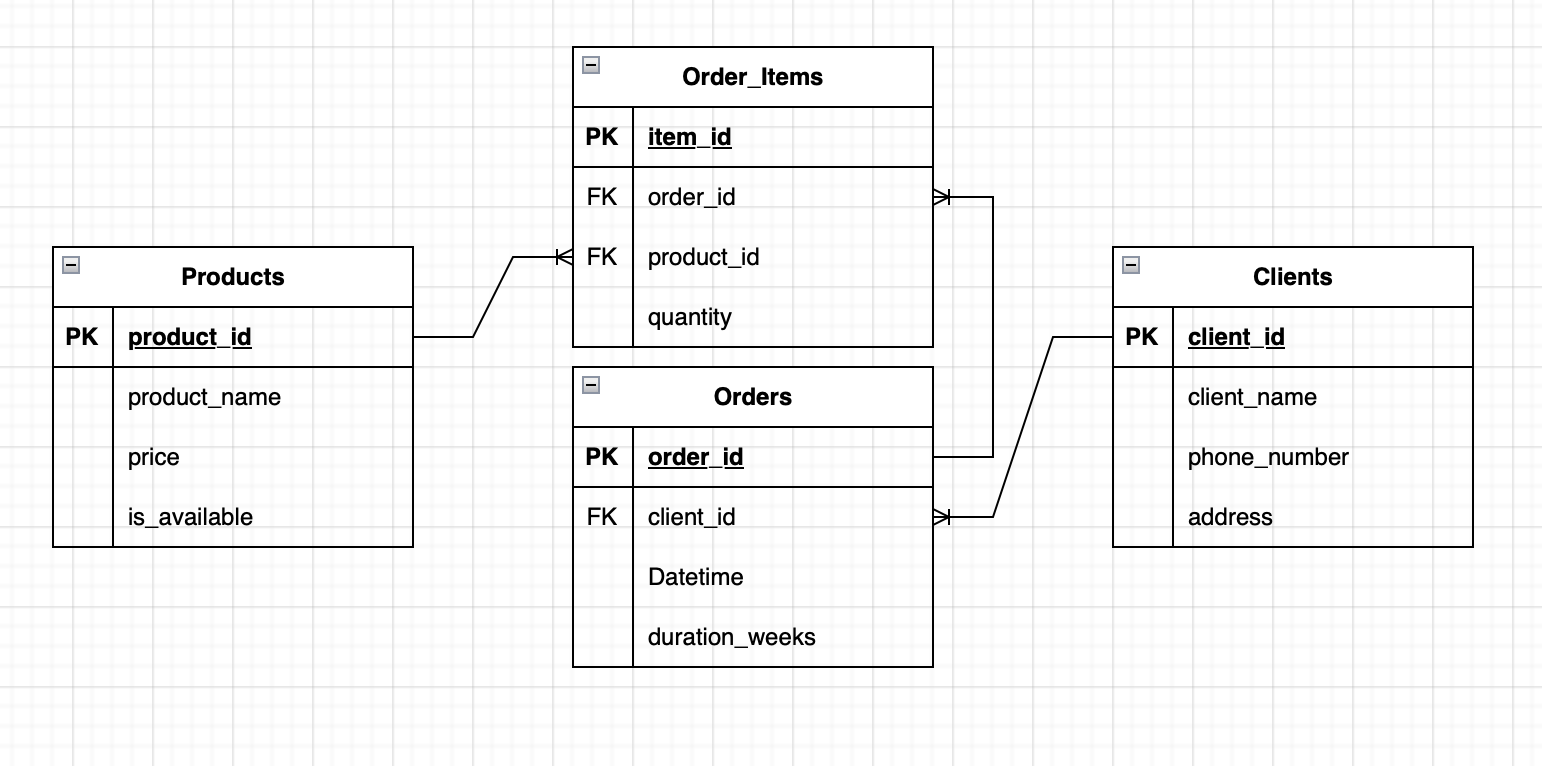 Order_Items
PK item_id
FK order_id
FK product_id
quantity
Products
PK product_id
product_name
price
is_available
Orders
PK order_id
FK client_id
Datetime
duration_weeks
Clients
PK client_id
client_name
phone_number
address